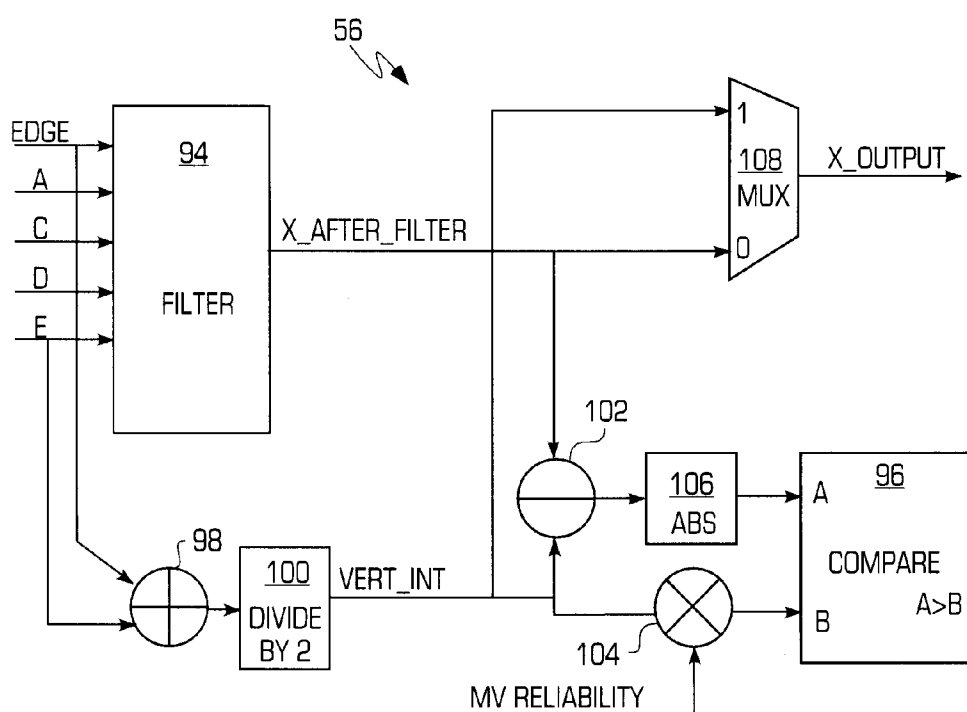 56
EDGE
A
C
D
E
94
FILTER
X_AFTER_FILTER
1
108
MUX
0
X_OUTPUT
102
106
ABS
A
96
COMPARE
A>B
B
98
100
DIVIDE
BY 2
VERT_INT
104
MV RELIABILITY